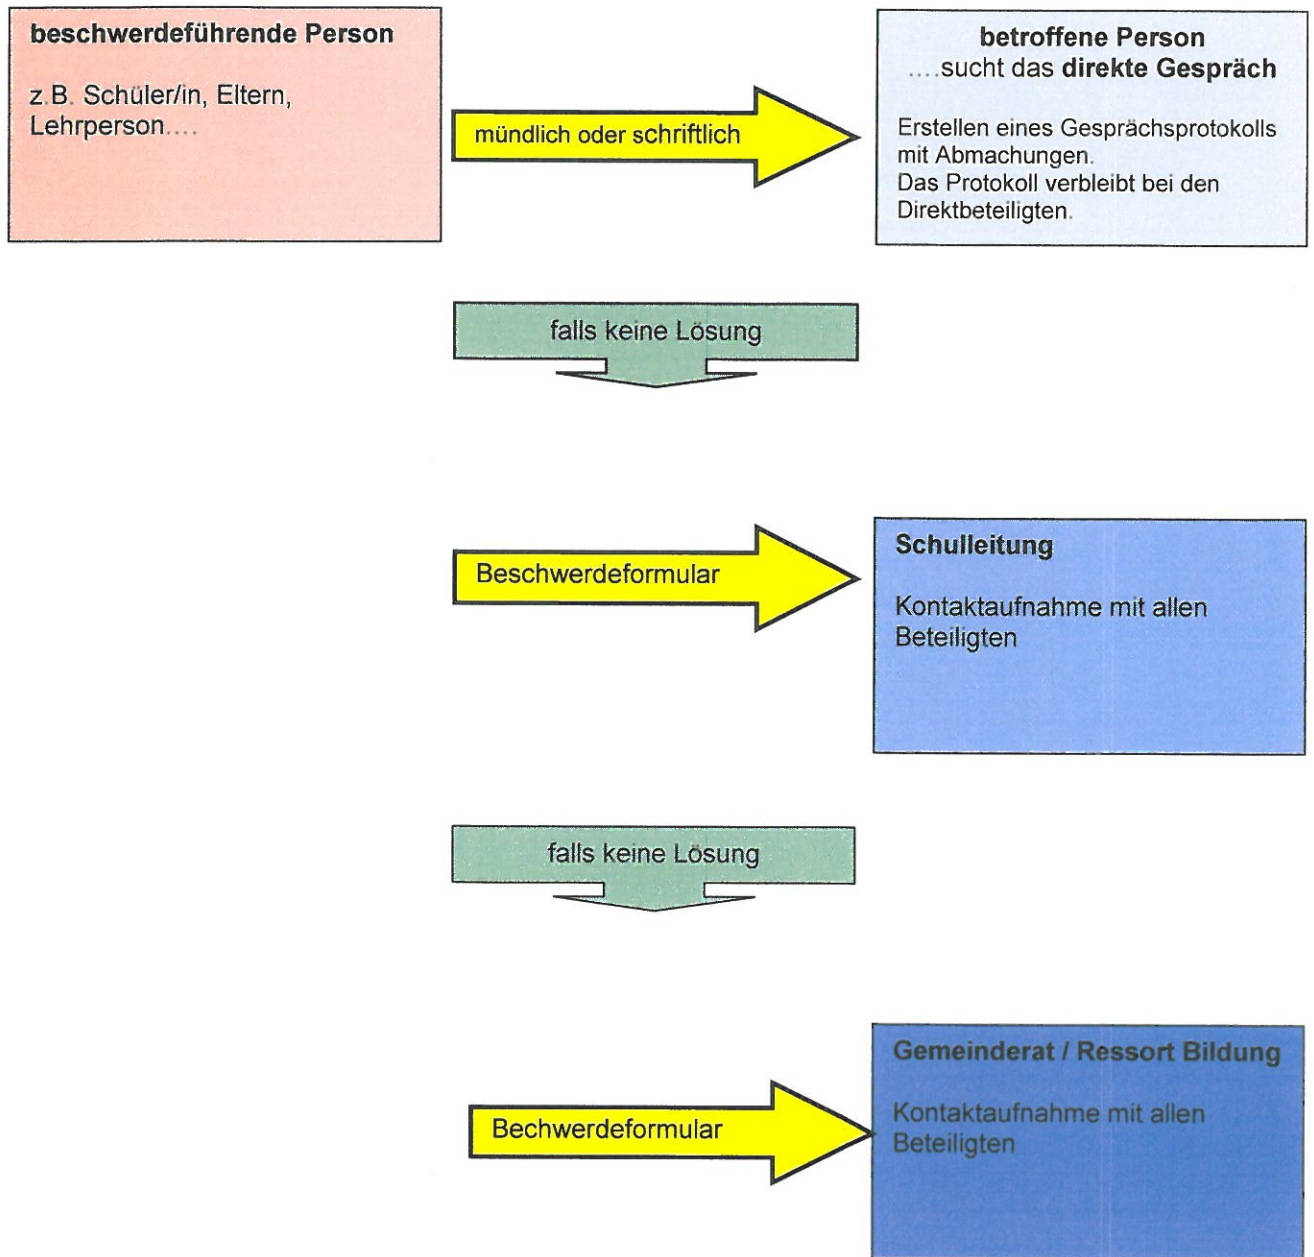 beschwerdeführende Person
z.B. Schüler/in, Eltern,
Lehrperson....
mündlich oder schriftlich
betroffene Person
....sucht das direkte Gespräch
Erstellen eines Gesprächsprotokolls
mit Abmachungen.
Das Protokoll verbleibt bei den
Direktbeteiligten.
falls keine Lösung
Beschwerdeformular
Schulleitung
Kontaktaufnahme mit allen
Beteiligten
falls keine Lösung
Bechwerdeformular
Gemeinderat / Ressort Bildung
Kontaktaufnahme mit allen
Beteiligten